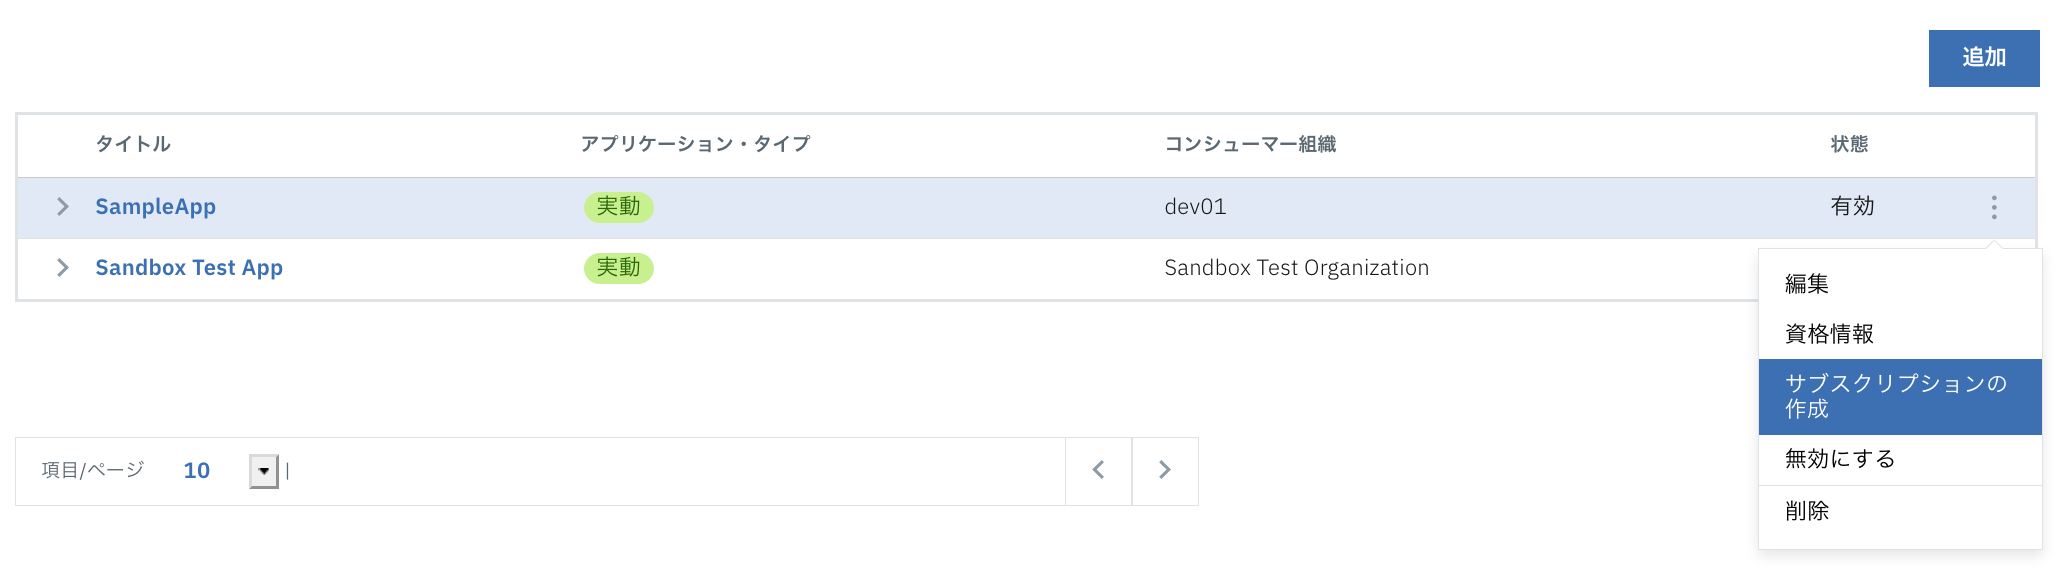 追加
タイトル アプリケーション・タイプ コンシューマー組織 状態
SampleApp 実動 dev01 有効
Sandbox Test App 実動 Sandbox Test Organization
編集
資格情報
サブスクリプションの
作成
無効にする
削除
項目/ページ 10 |